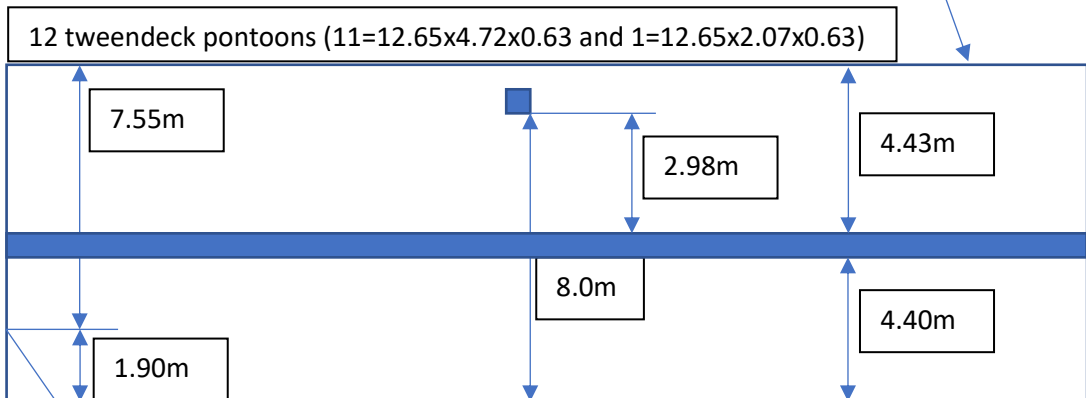 12 tweendeck pontoons (11=12.65x4.72x0.63 and 1=12.65x2.07x0.63)
7.55m
4.43m
2.98m
8.0m
4.40m
1.90m